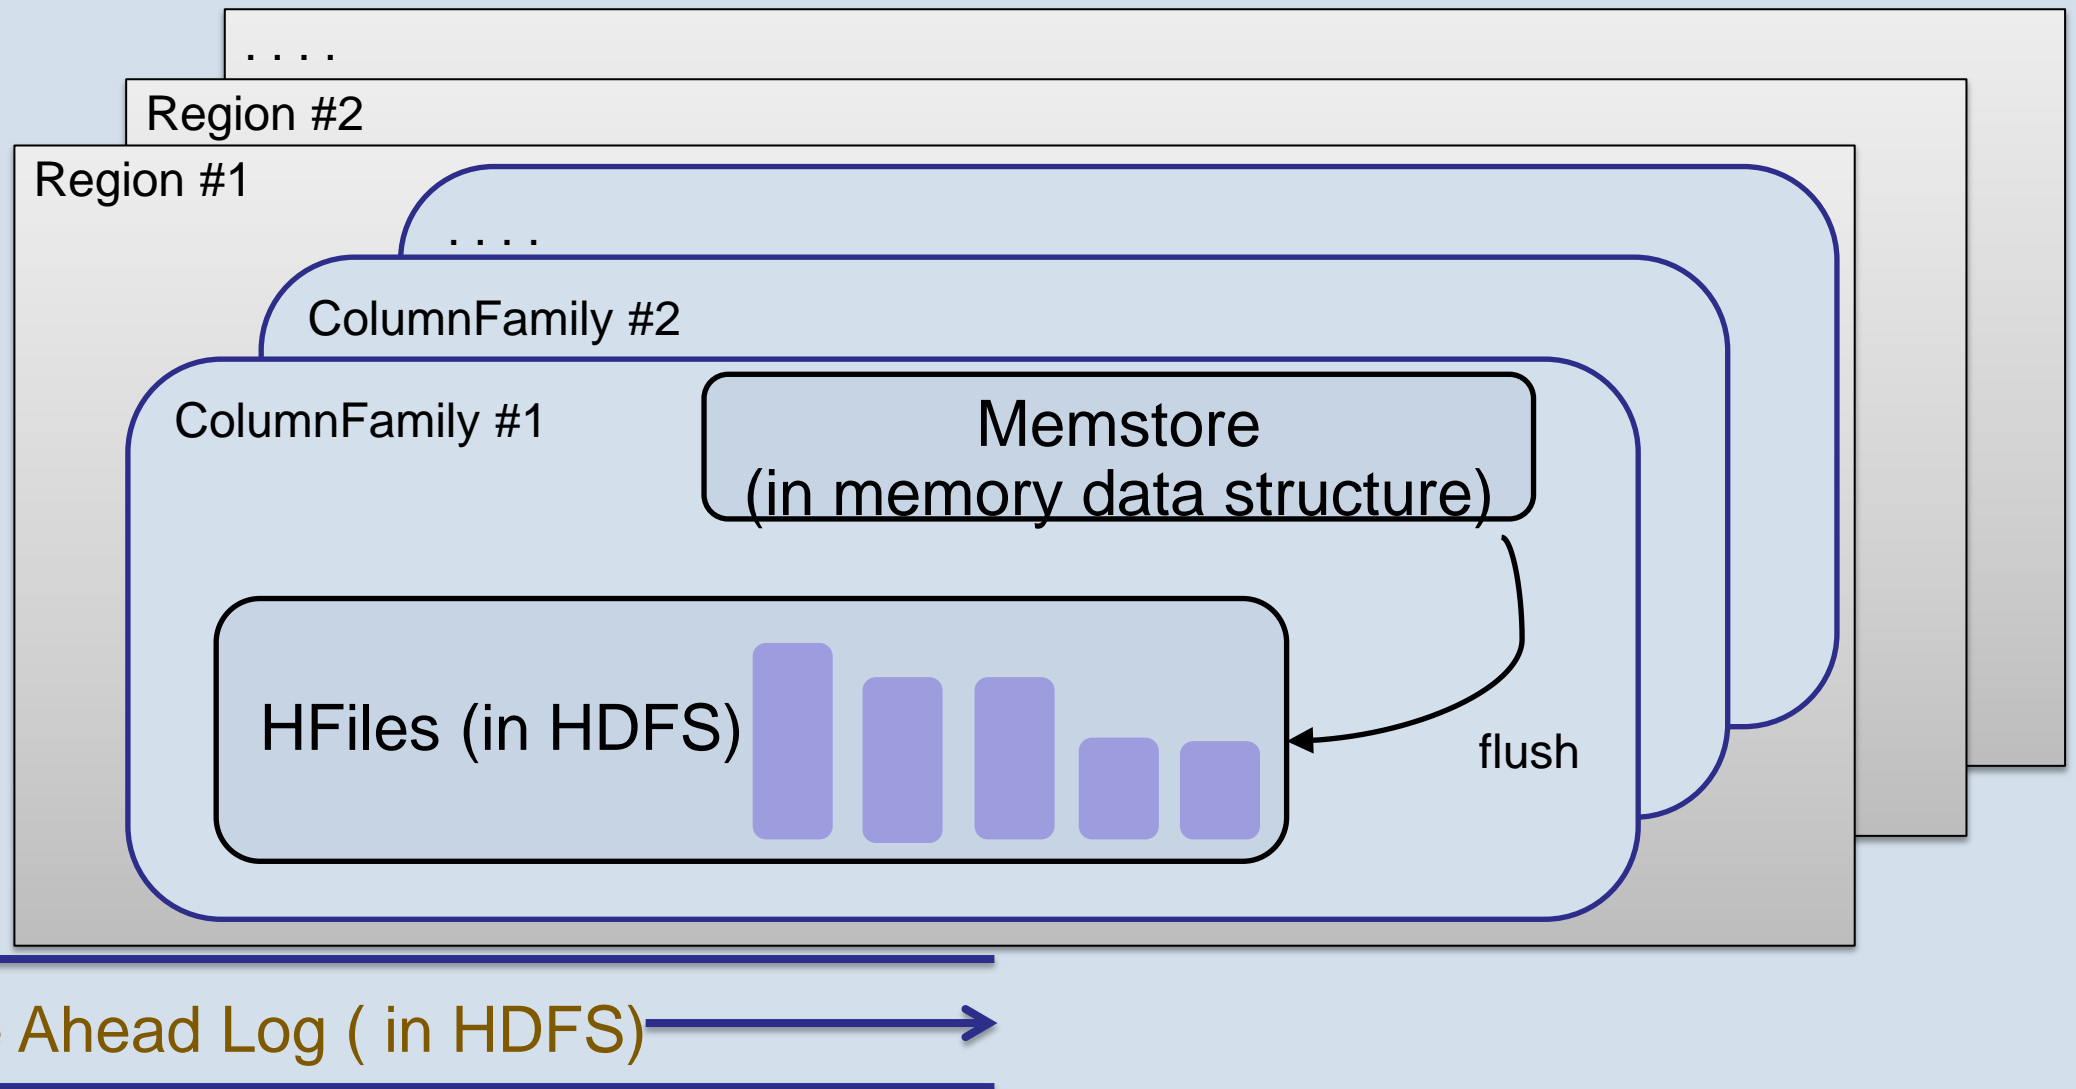 . . . .
Region #2
Region #1
. . . .
ColumnFamily #2
ColumnFamily #1
Memstore
(in memory data structure)
HFiles (in HDFS)
flush
Ahead Log ( in HDFS)